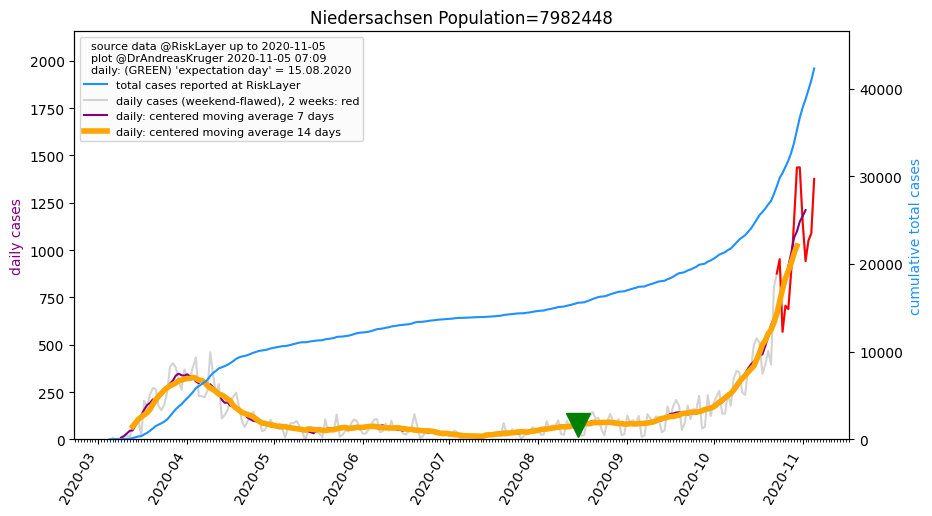 Niedersachsen Population=7982448
source data @RiskLayer up to 2020-11-05
plot @DrAndreasKruger 2020-11-05 07:09
daily: (GREEN) 'expectation day' = 15.08.2020
total cases reported at RiskLayer
daily cases (weekend-flawed), 2 weeks: red
daily: centered moving average 7 days
daily: centered moving average 14 days
daily cases
2000
1750
1500
1250
1000
750
500
250
0
cumulative total cases
40000
30000
20000
10000
0
2020-03
2020-04
2020-05
2020-06
2020-07
2020-08
2020-09
2020-10
2020-11